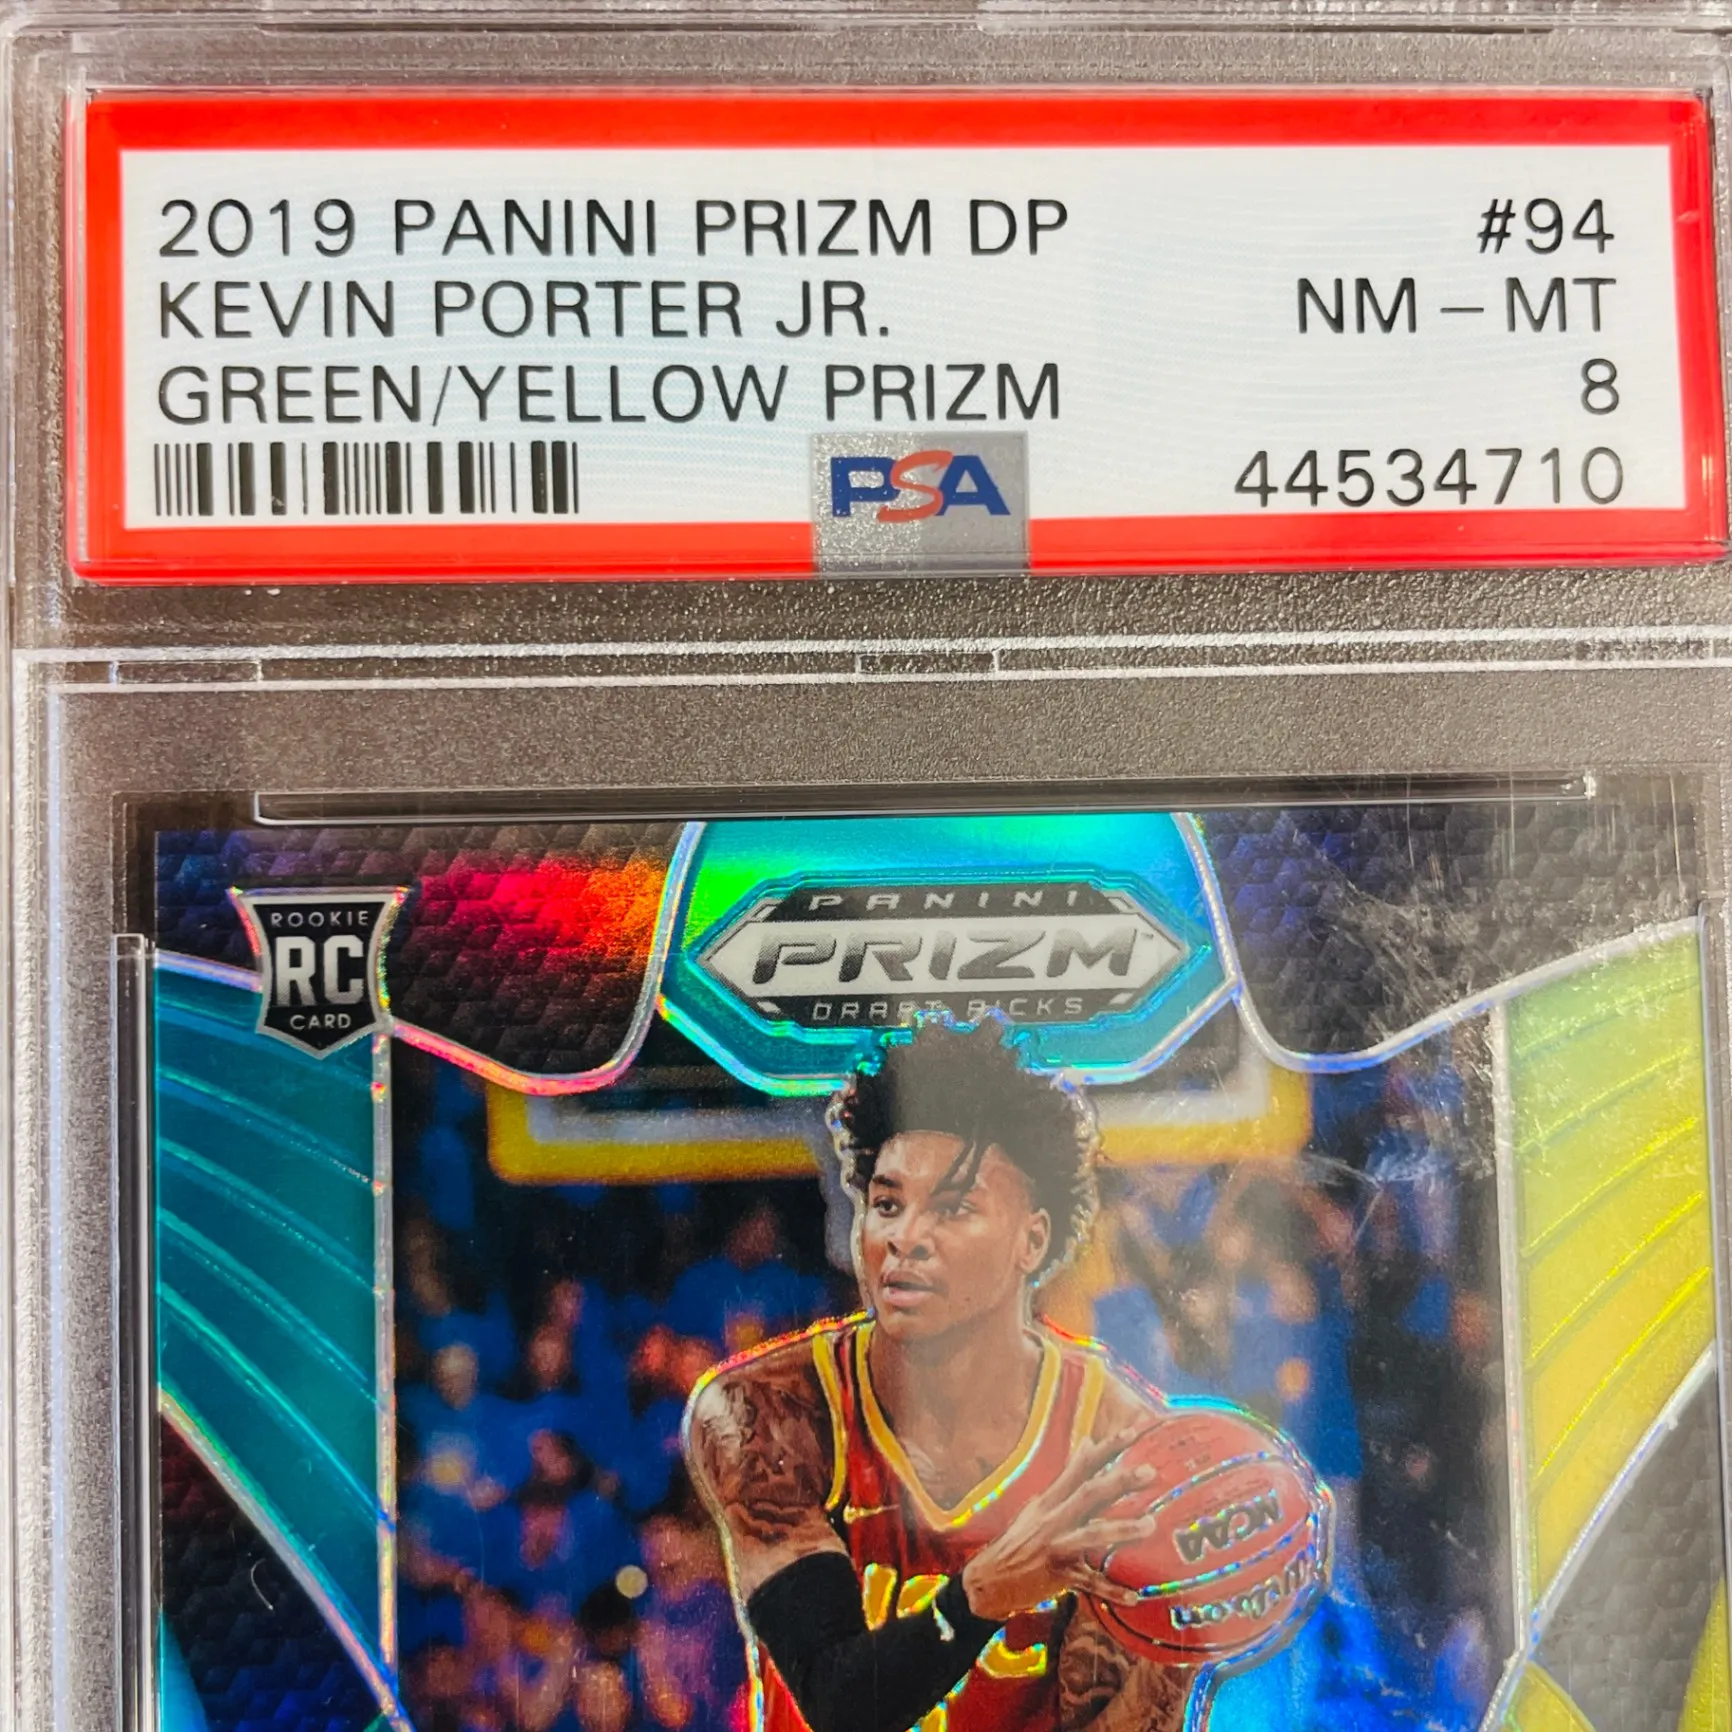 2019 PANINI PRIZM DP #94
KEVIN PORTER JR. NM - MT
GREEN/YELLOW PRIZM 8
PSA 44534710
ROOKIE
RC
CARD
PANINI
PRIZM
DRAFT PICKS
NCAA
Wilson